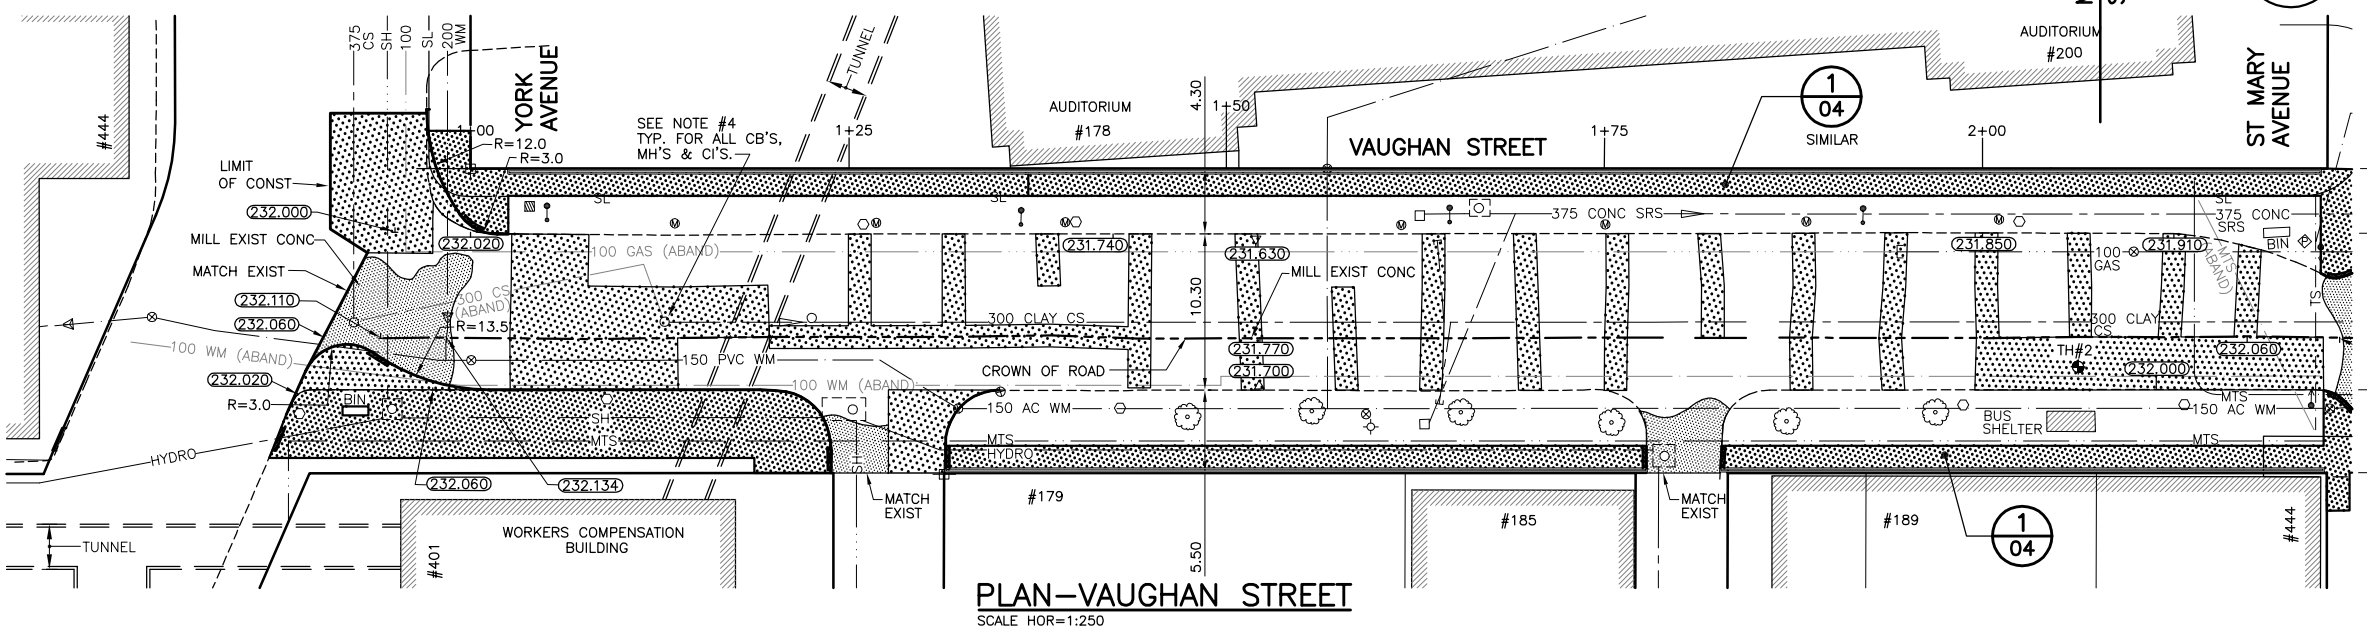 375
CS
SH
100
SL
200
WM
YORK
AVENUE
TUNNEL
#444
1+00
R=12.0
R=3.0
SEE NOTE #4
TYP. FOR ALL CB'S,
MH'S & CI'S.
1+25
AUDITORIUM
#178
4.30
1+50
VAUGHAN STREET
1+75
1
04
SIMILAR
2+00
AUDITORIUM
#200
ST MARY
AVENUE
LIMIT
OF CONST
232.000
MILL EXIST CONC
MATCH EXIST
232.110
232.060
232.020
R=3.0
232.020
SL
SL
SL
375 CONC SRS
375 CONC
SRS
BIN
100 GAS (ABAND)
231.740
231.630
MILL EXIST CONC
231.850
231.910
100
GAS
MTS
(ABAND)
TS
300 CS
(ABAND)
R=13.5
10.30
300 CLAY CS
300 CLAY
CS
100 WM (ABAND)
150 PVC WM
100 WM (ABAND)
CROWN OF ROAD
231.770
231.700
TH#2
232.060
232.000
BIN
SH
MTS
150 AC WM
MTS
HYDRO
BUS
SHELTER
MTS
150 AC WM
MTS
HYDRO
SH
232.060
232.134
MATCH
EXIST
#179
MATCH
EXIST
#185
#189
#444
1
04
TUNNEL
#401
WORKERS COMPENSATION
BUILDING
5.50
PLAN-VAUGHAN STREET
SCALE HOR=1:250